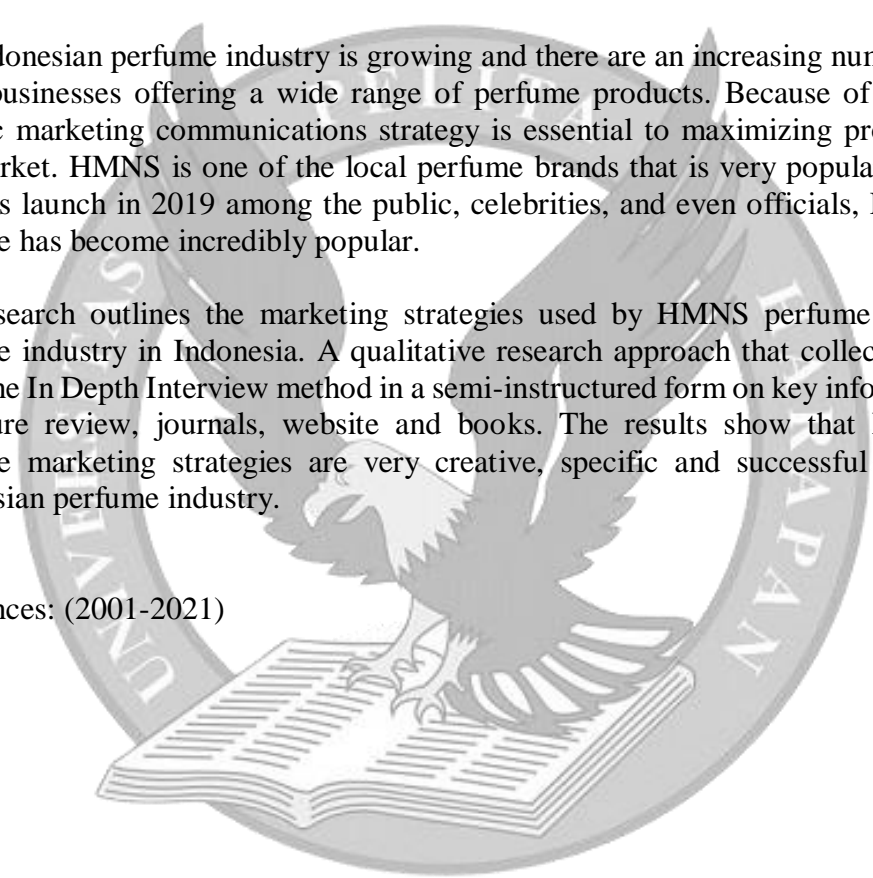 donesian perfume industry is growing and there are an increasing num
businesses offering a wide range of perfume products. Because of
c marketing communications strategy is essential to maximizing pro
rket. HMNS is one of the local perfume brands that is very popula
s launch in 2019 among the public, celebrities, and even officials,
e has become incredibly popular.
search outlines the marketing strategies used by HMNS perfume
e industry in Indonesia. A qualitative research approach that collec
ne In Depth Interview method in a semi-instructured form on key info
ure review, journals, website and books. The results show that
e marketing strategies are very creative, specific and successful
sian perfume industry.
nces: (2001-2021)
UNIVERSITAS PELITA HARAPAN